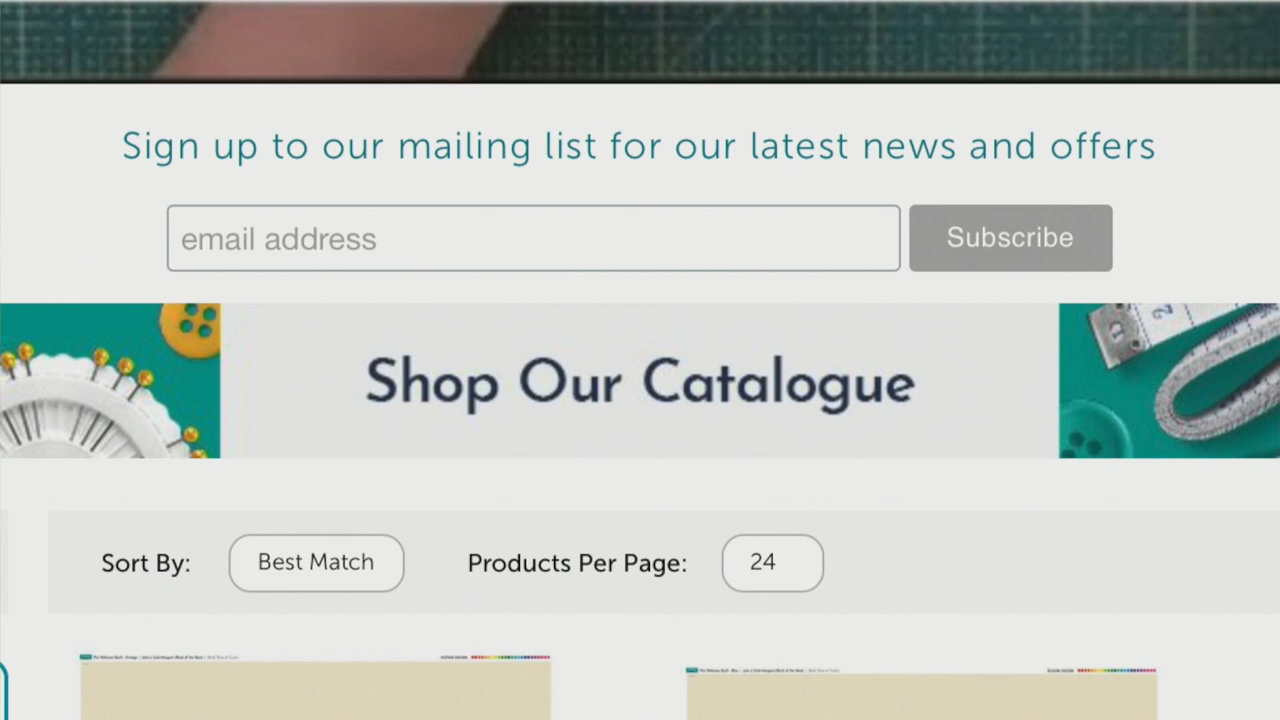 Sign up to our mailing list for our latest news and offers
email address
Subscribe
Shop Our Catalogue
Sort By:
Best Match
Products Per Page:
24